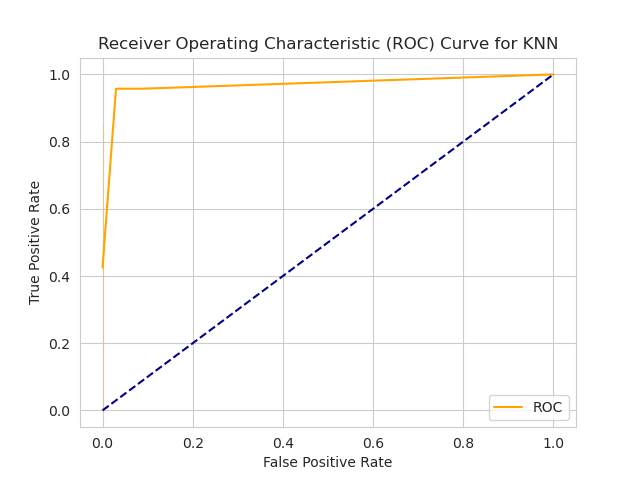 Receiver Operating Characteristic (ROC) Curve for KNN
1.0
0.8
0.6
0.4
0.2
0.0
True Positive Rate
ROC
0.0 0.2 0.4 0.6 0.8 1.0
False Positive Rate